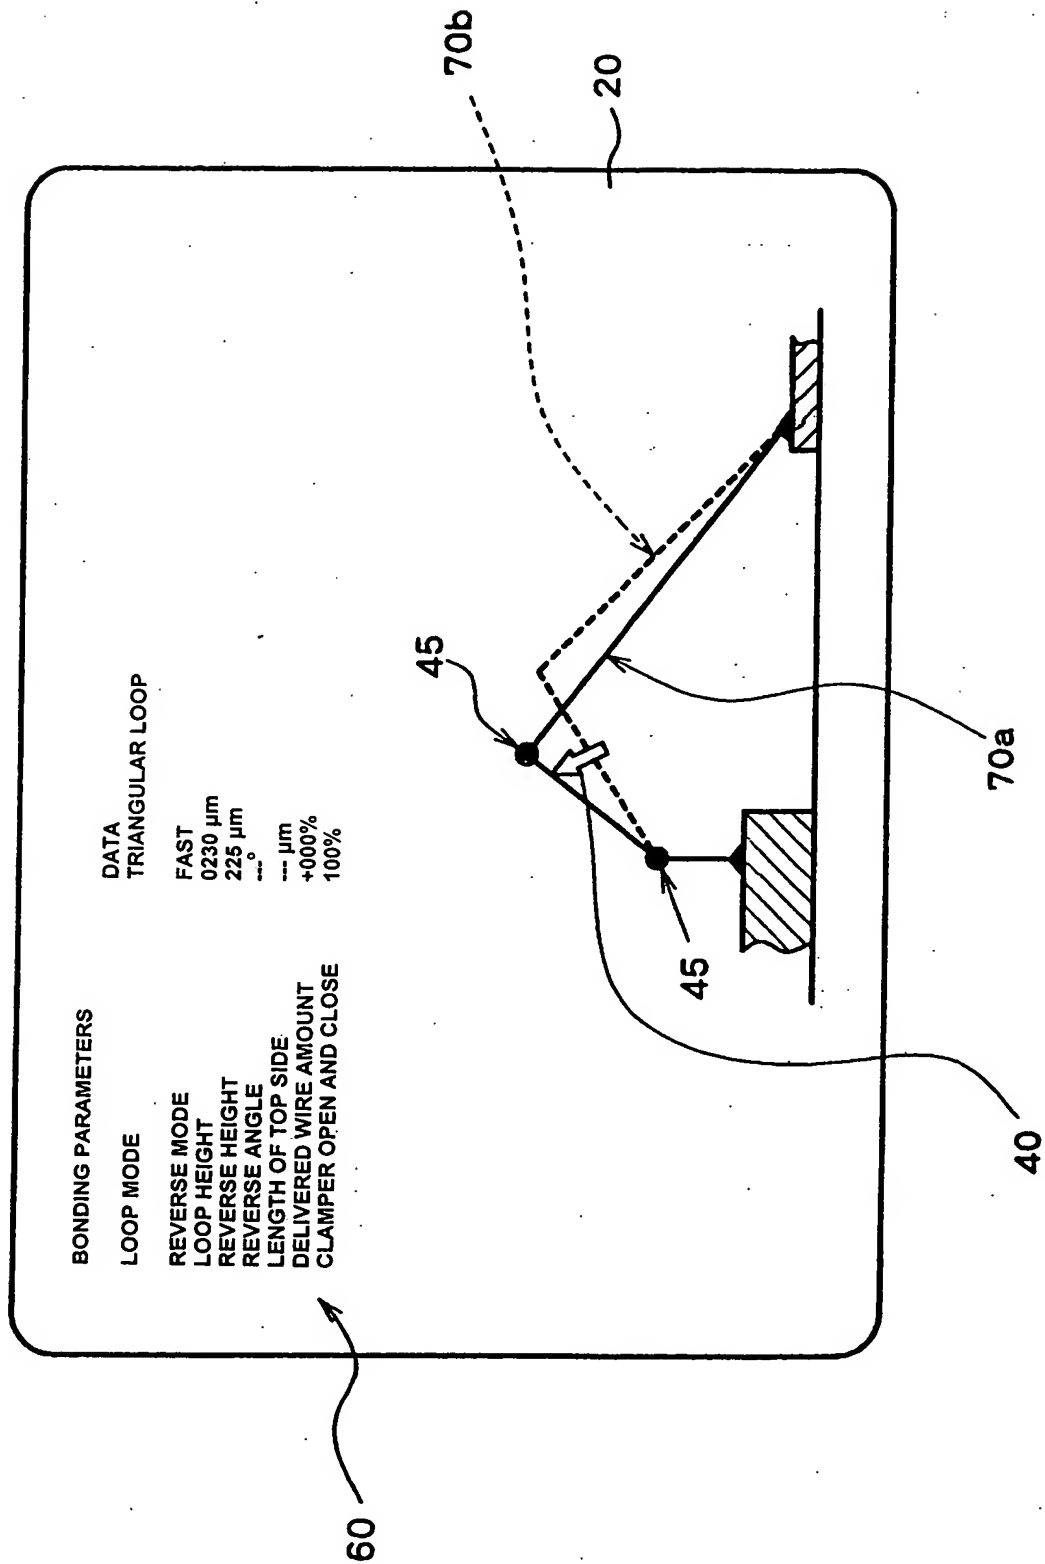 BONDING PARAMETERS
DATA
LOOP MODE TRIANGULAR LOOP
REVERSE MODE FAST
LOOP HEIGHT 0230 µm
REVERSE HEIGHT 225 µm
REVERSE ANGLE ---°
LENGTH OF TOP SIDE --- µm
DELIVERED WIRE AMOUNT +000%
CLAMPER OPEN AND CLOSE 100%
60
45
70b
20
45
40
70a